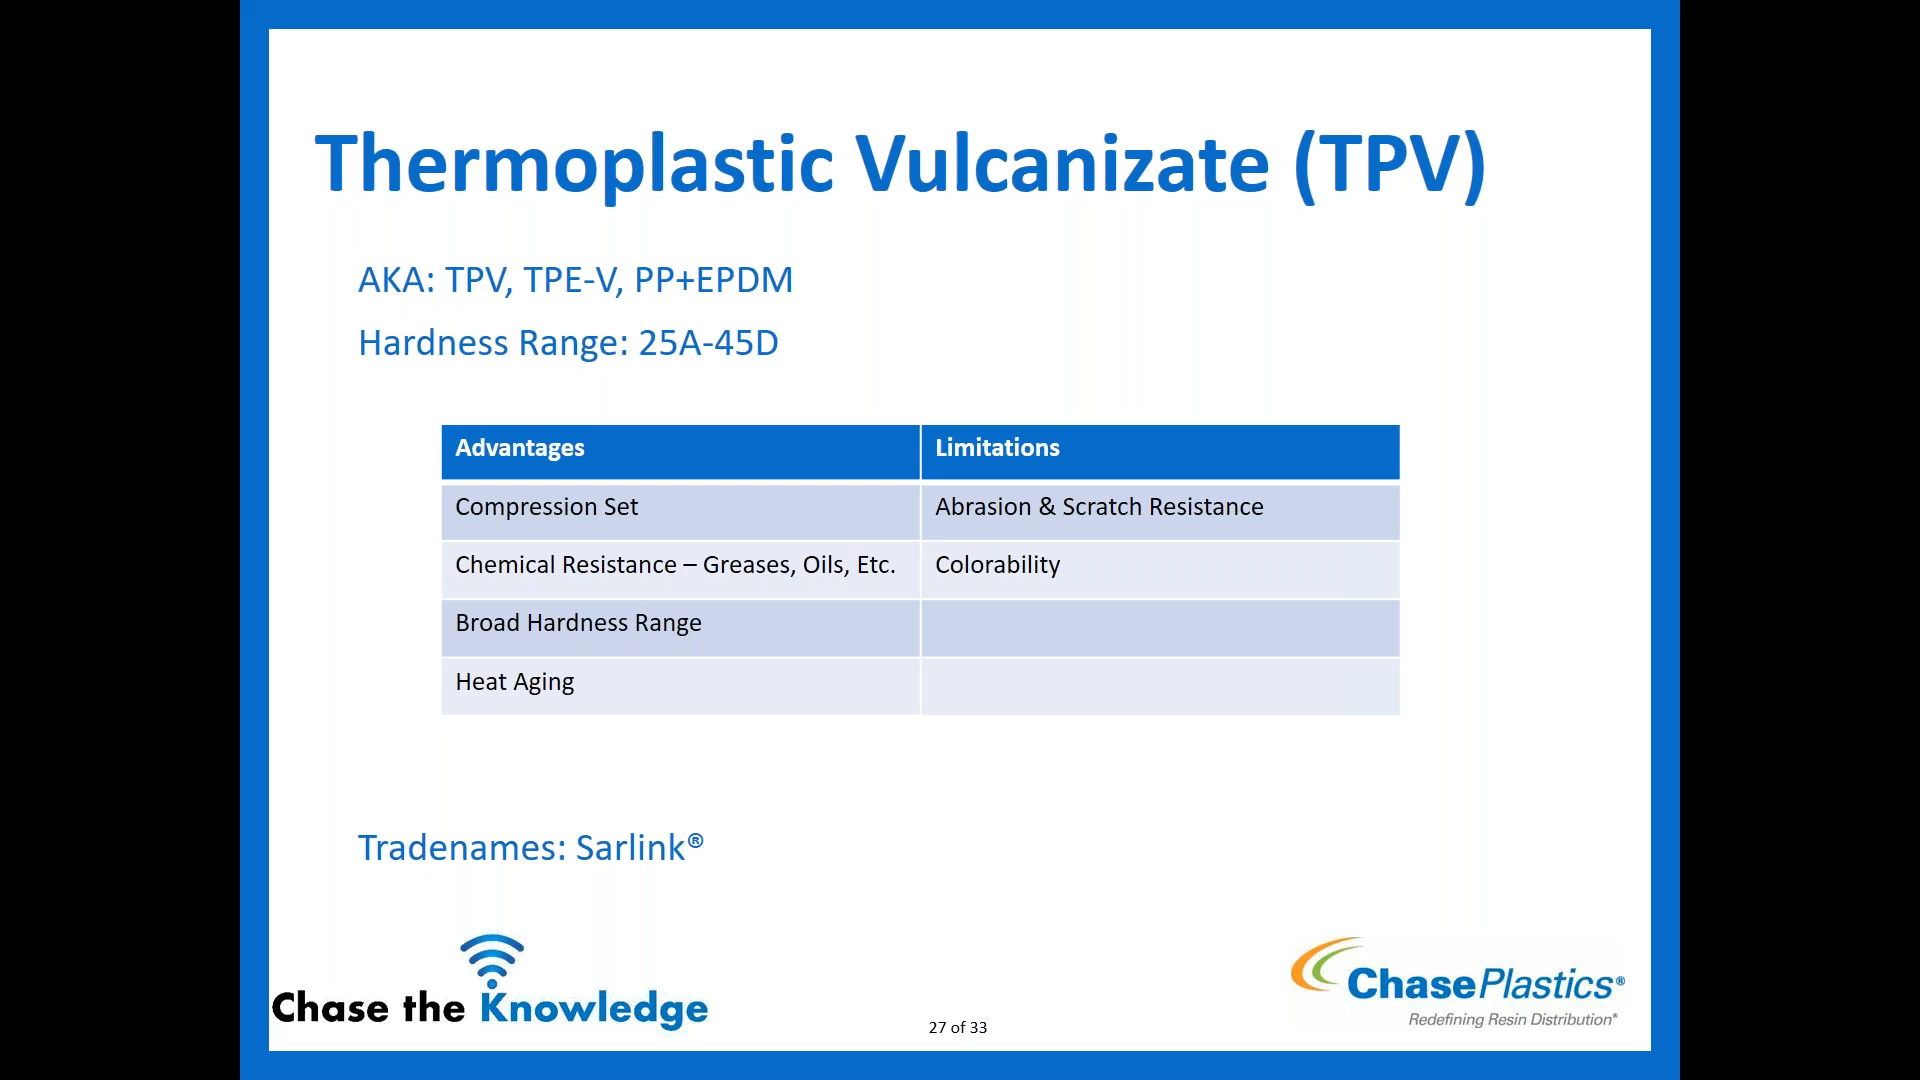 Thermoplastic Vulcanizate (TPV)
AKA: TPV, TPE-V, PP+EPDM
Hardness Range: 25A-45D
Advantages Limitations
Compression Set Abrasion & Scratch Resistance
Chemical Resistance – Greases, Oils, Etc. Colorability
Broad Hardness Range
Heat Aging
Tradenames: Sarlink®
Chase the Knowledge
27 of 33
ChasePlastics®
Redefining Resin Distribution®